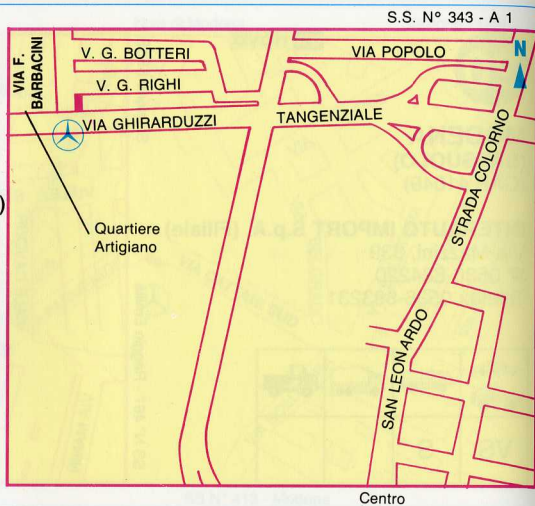 S.S. N° 343 - A 1
VIA F.
BARBACINI
V. G. BOTTERI
VIA POPOLO
N
V. G. RIGHI
VIA GHIRARDUZZI
TANGENZIALE
STRADA COLORNO
Quartiere
Artigiano
SAN LEONARDO
Centro
)